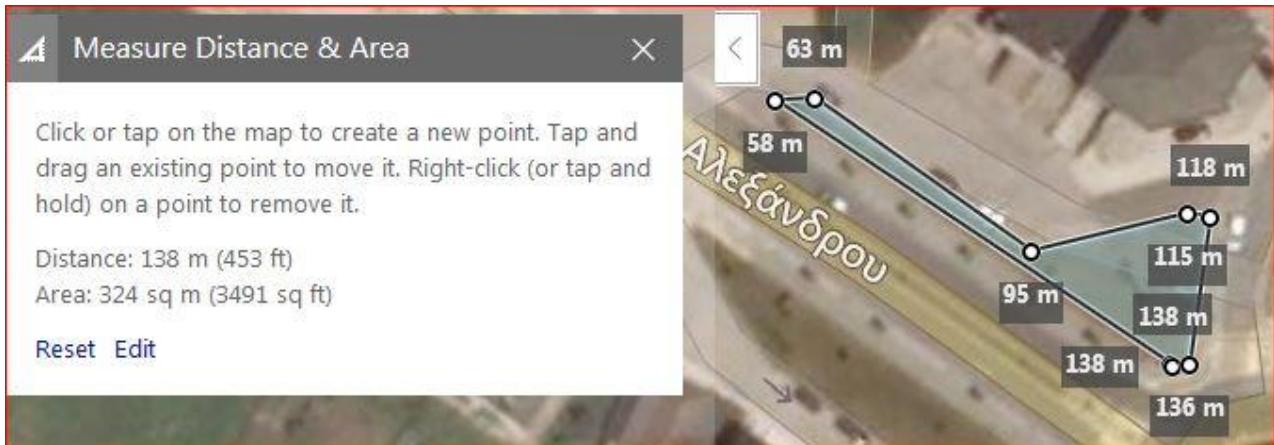 Measure Distance & Area
Click or tap on the map to create a new point. Tap and
drag an existing point to move it. Right-click (or tap and
hold) on a point to remove it.
Distance: 138 m (453 ft)
Area: 324 sq m (3491 sq ft)
Reset Edit
63 m
58 m
118 m
Αλεξάνδρου
115 m
95 m
138 m
138 m
136 m